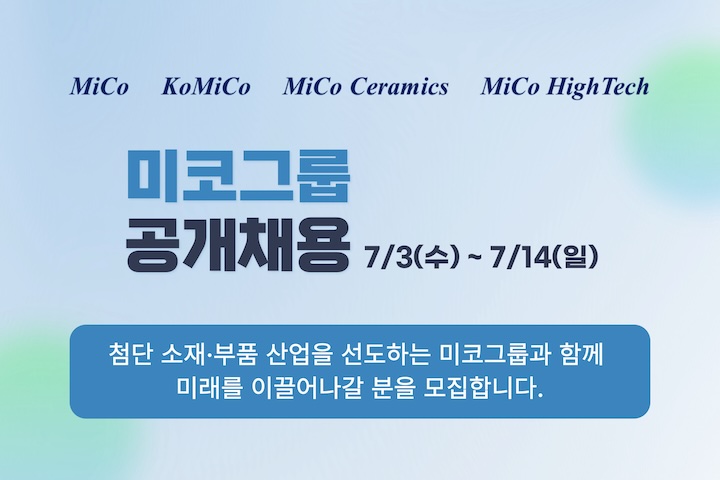 MiCo KoMiCo MiCo Ceramics MiCo HighTech
미코그룹
공개채용 7/3(수) ~ 7/14(일)
첨단 소재·부품 산업을 선도하는 미코그룹과 함께
미래를 이끌어나갈 분을 모집합니다.